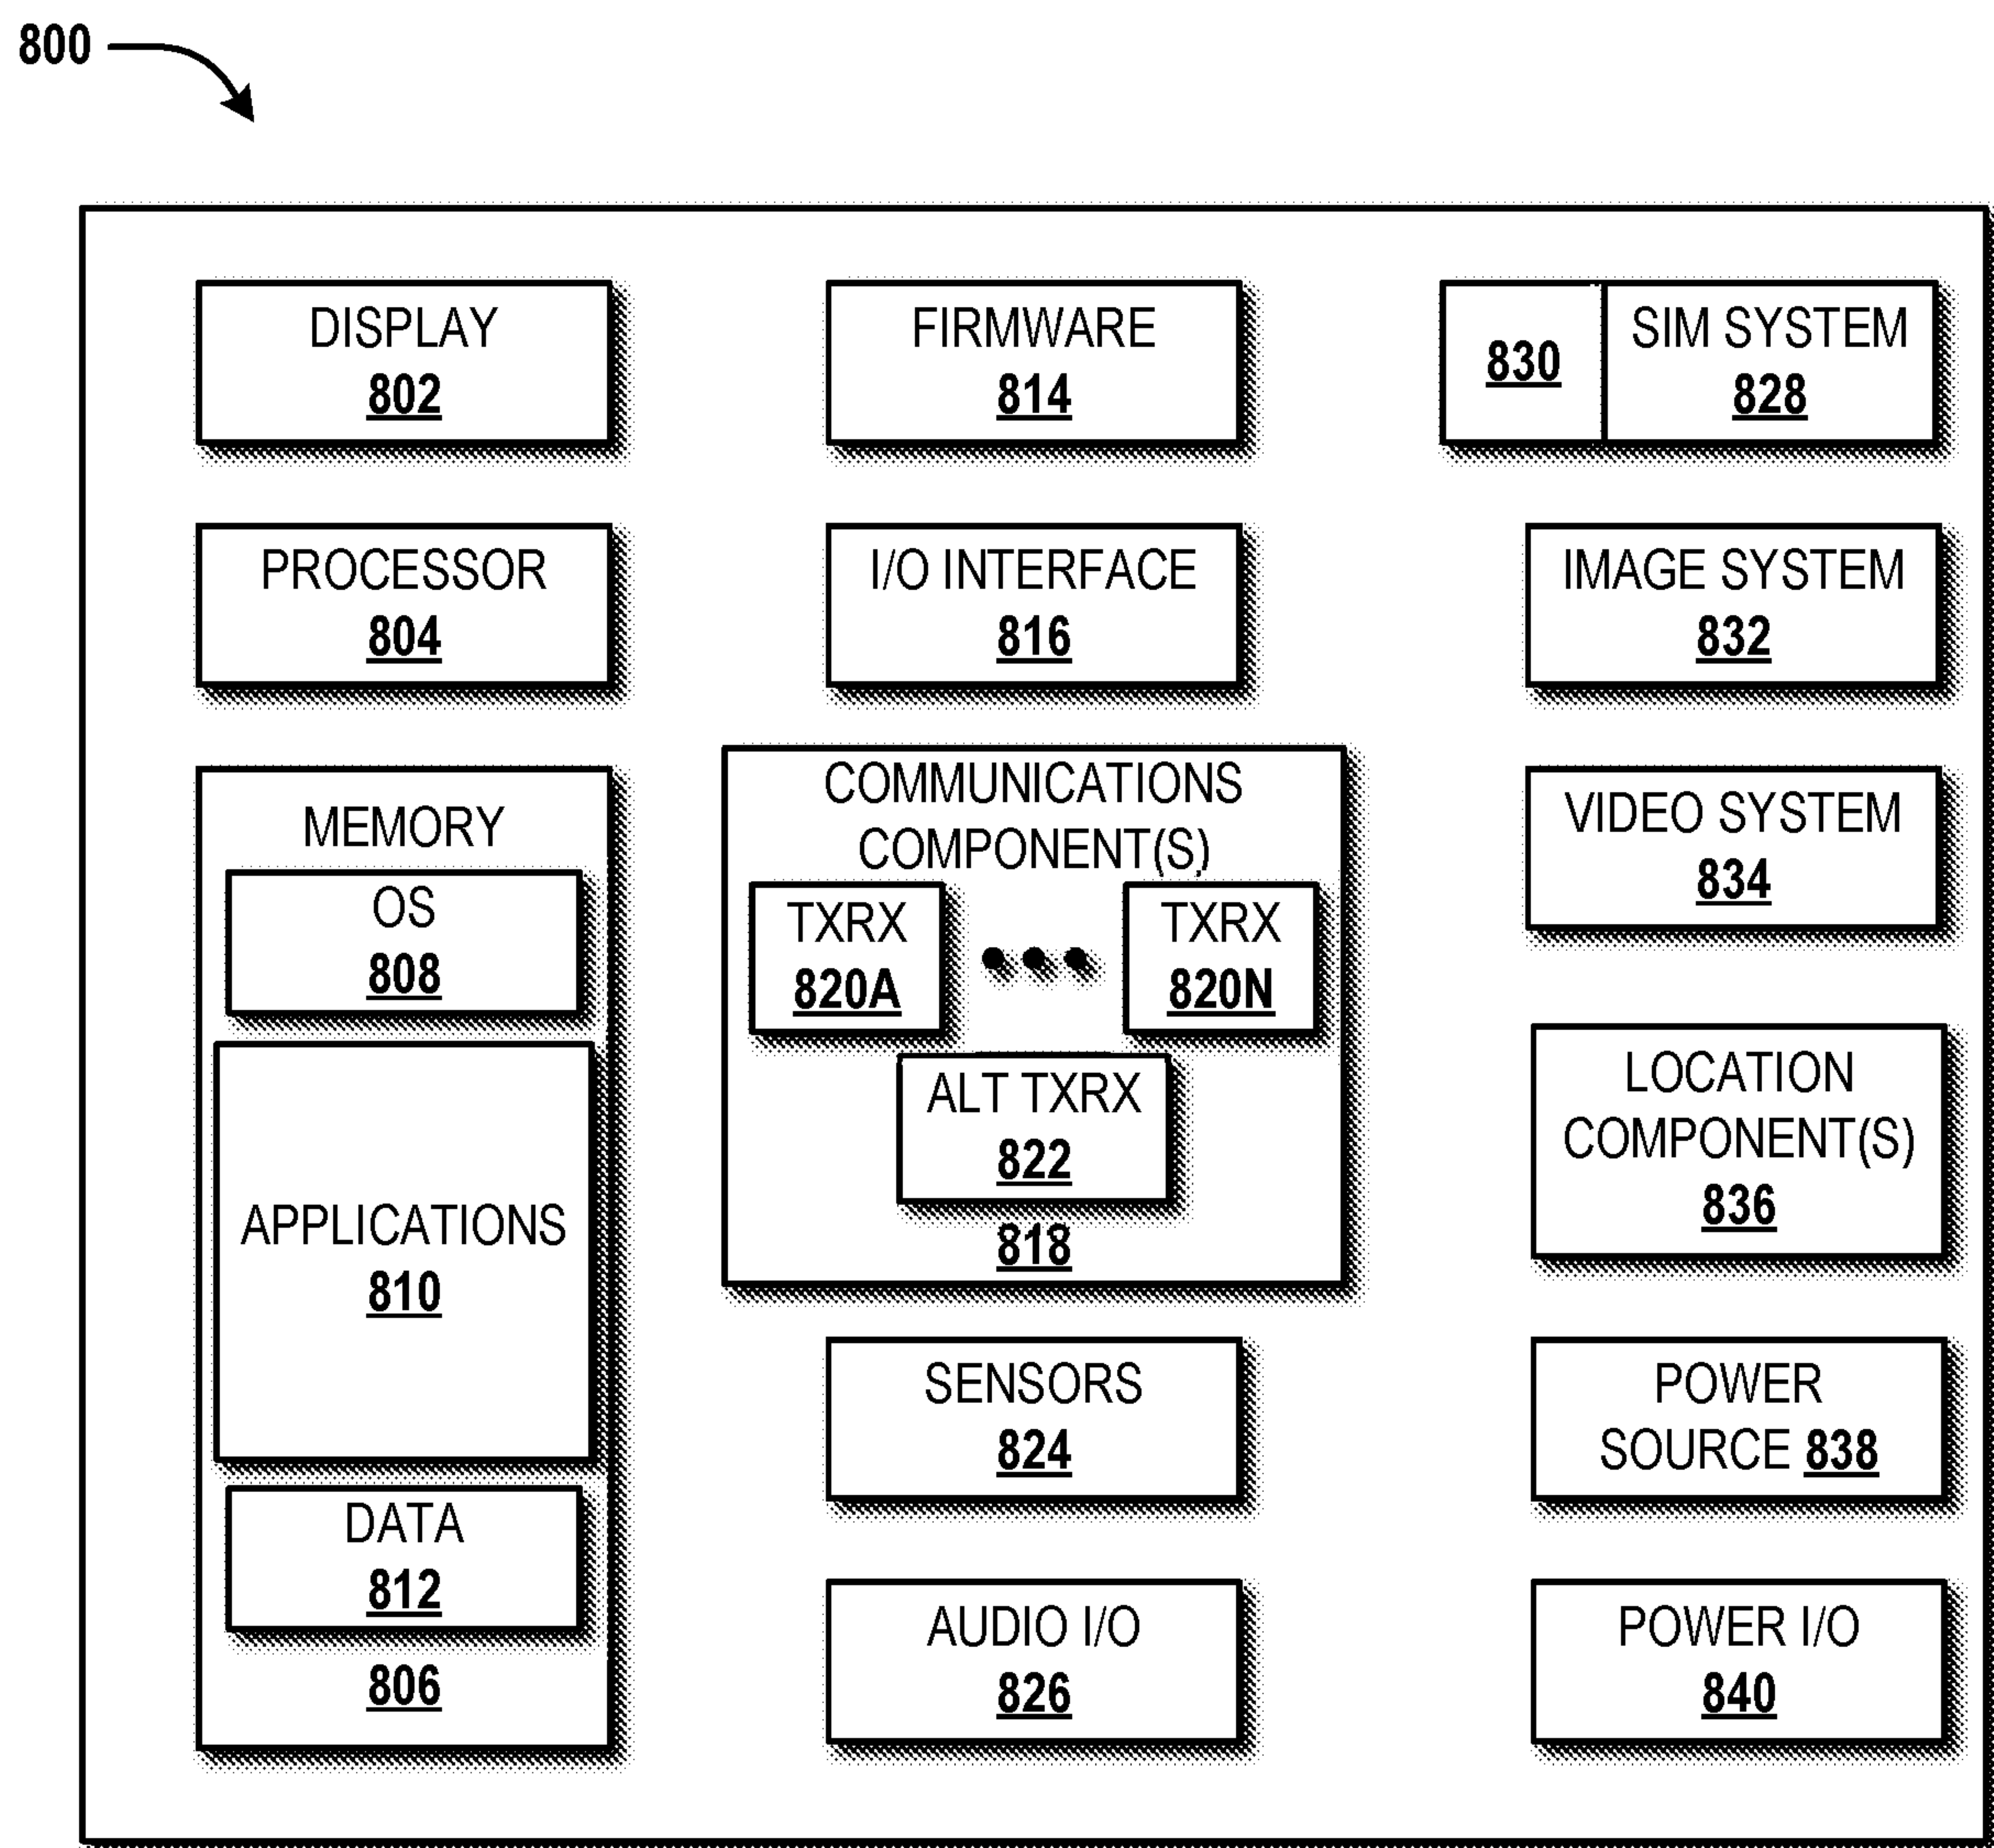 800
DISPLAY
802
PROCESSOR
804
MEMORY
OS
808
APPLICATIONS
810
DATA
812
806
FIRMWARE
814
I/O INTERFACE
816
COMMUNICATIONS
COMPONENT(S)
TXRX
820A
TXRX
820N
ALT TXRX
822
818
SENSORS
824
AUDIO I/O
826
830
SIM SYSTEM
828
IMAGE SYSTEM
832
VIDEO SYSTEM
834
LOCATION
COMPONENT(S)
836
POWER
SOURCE 838
POWER I/O
840